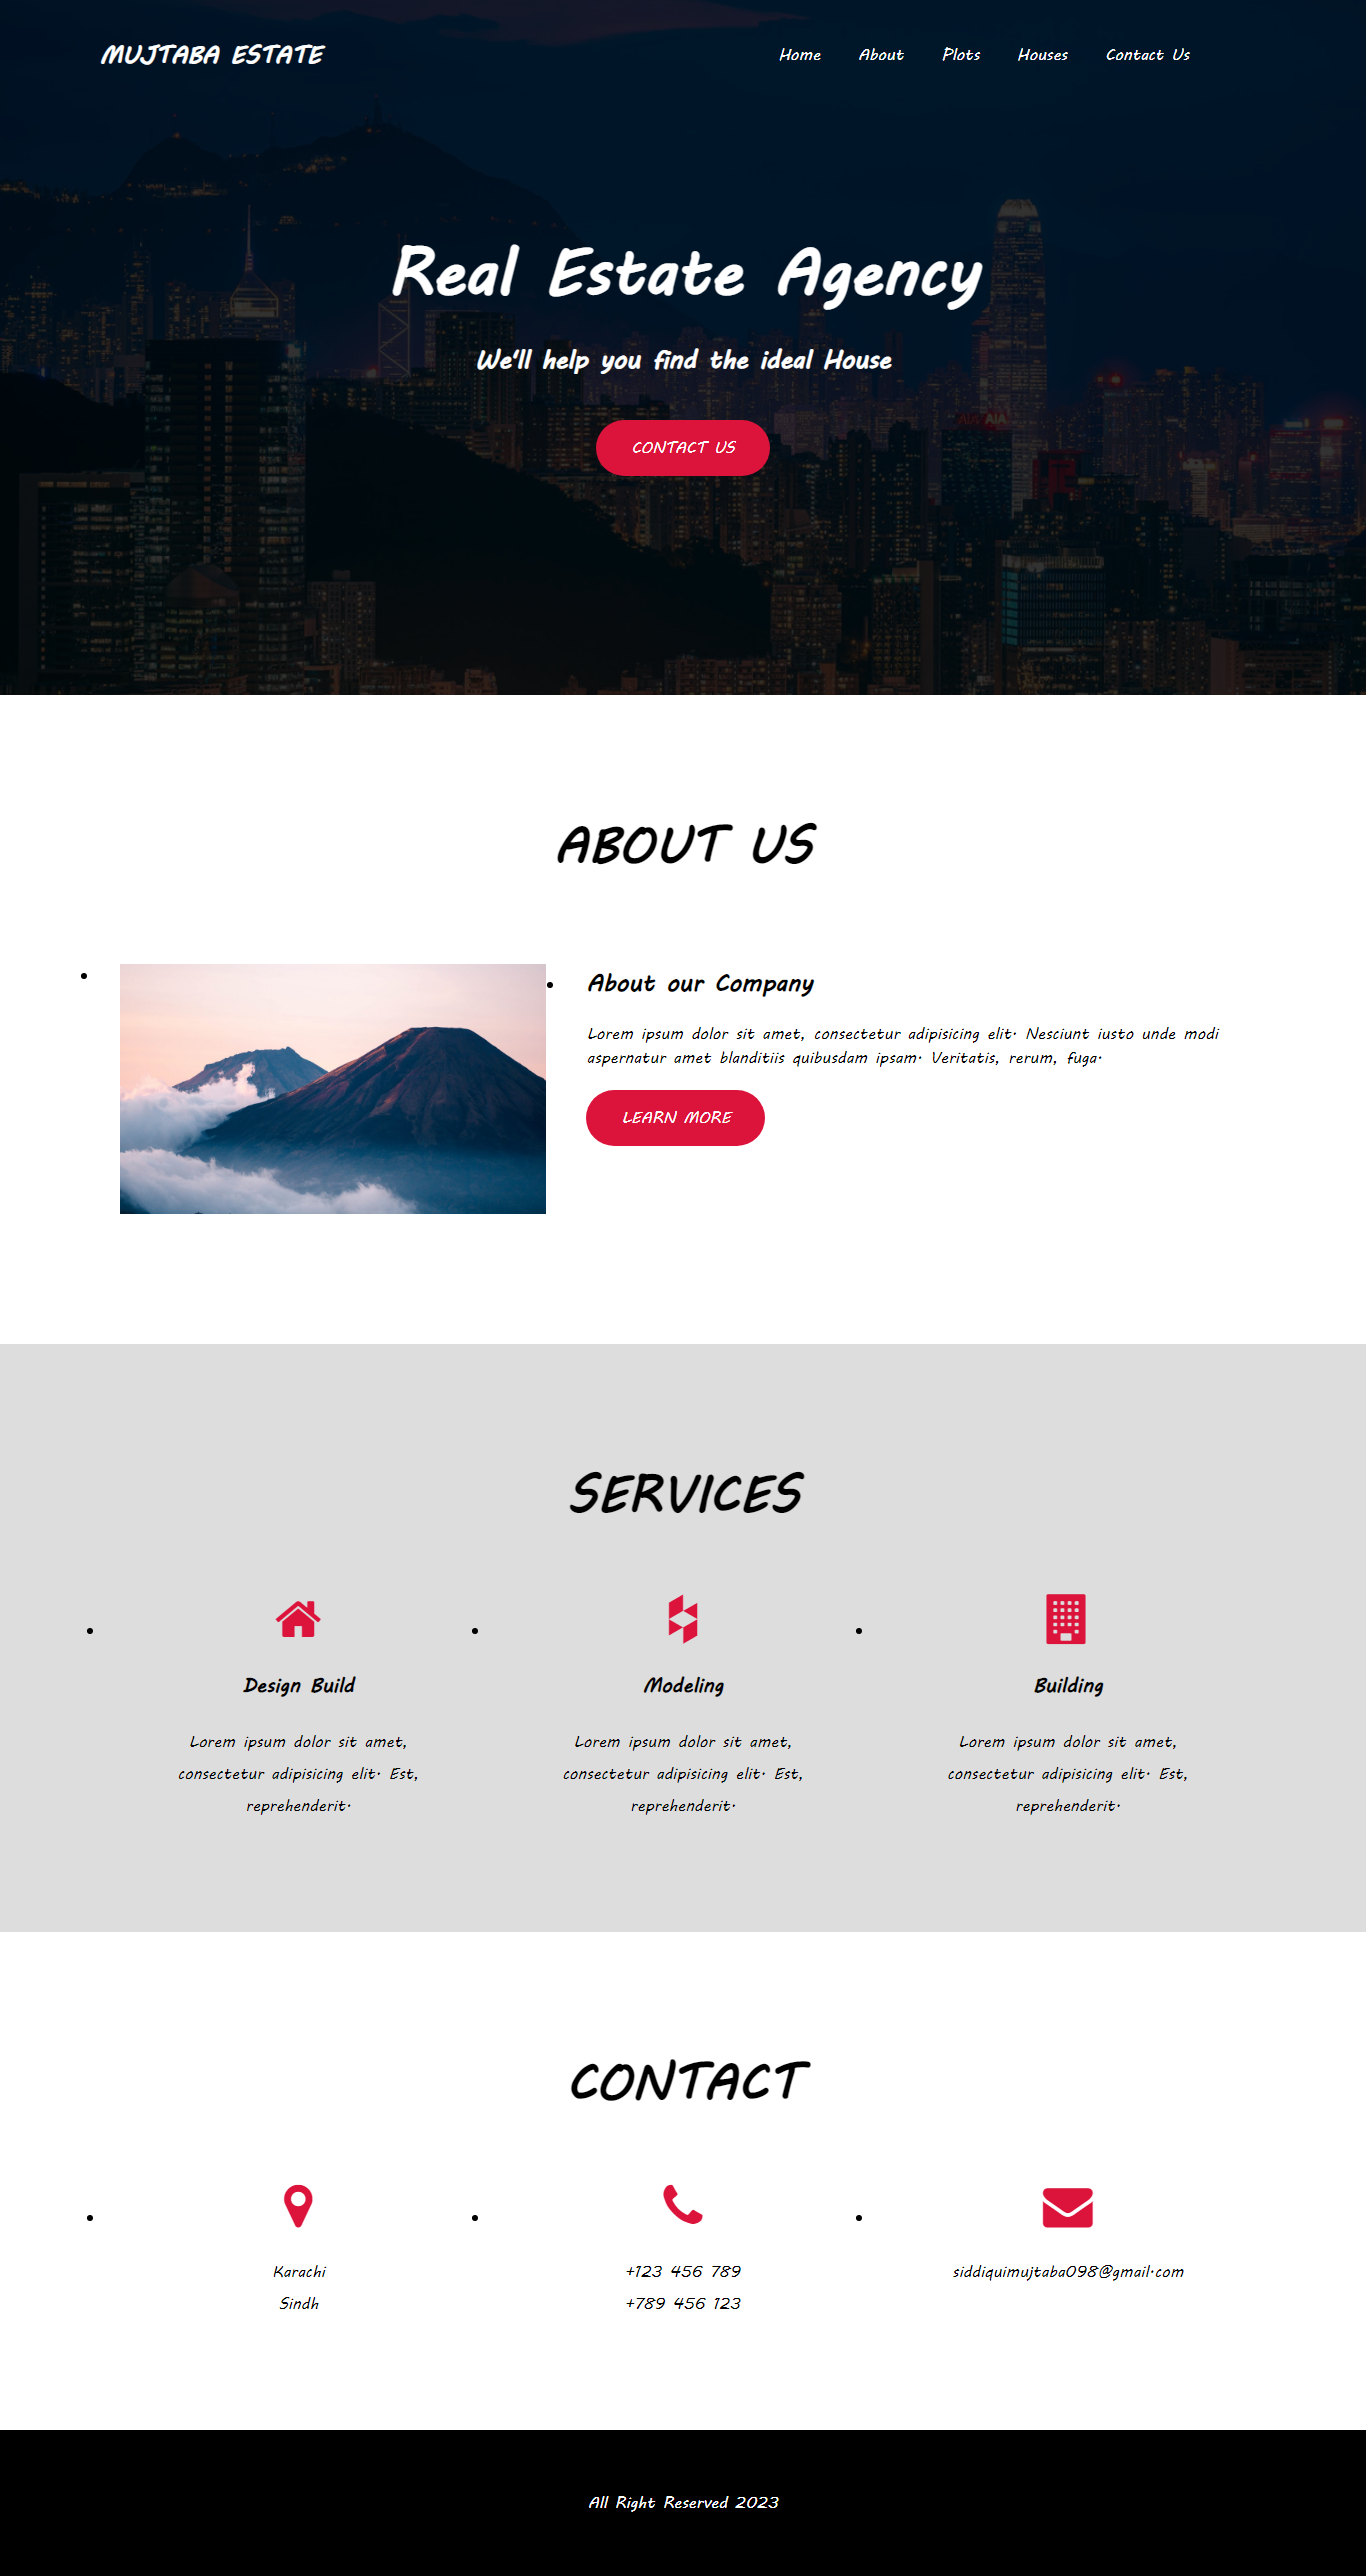 MUJTABA ESTATE
Home About Plots Houses Contact Us
Real Estate Agency
We'll help you find the ideal House
CONTACT US
AIA AIA
ABOUT US
About our Company
Lorem ipsum dolor sit amet, consectetur adipisicing elit. Nesciunt iusto unde modi
aspernatur amet blanditiis quibusdam ipsam. Veritatis, rerum, fuga.
LEARN MORE
SERVICES
Design Build
Lorem ipsum dolor sit amet,
consectetur adipisicing elit. Est,
reprehenderit.
Modeling
Lorem ipsum dolor sit amet,
consectetur adipisicing elit. Est,
reprehenderit.
Building
Lorem ipsum dolor sit amet,
consectetur adipisicing elit. Est,
reprehenderit.
CONTACT
Karachi
Sindh
+123 456 789
+789 456 123
siddiquimujtaba098@gmail.com
All Right Reserved 2023